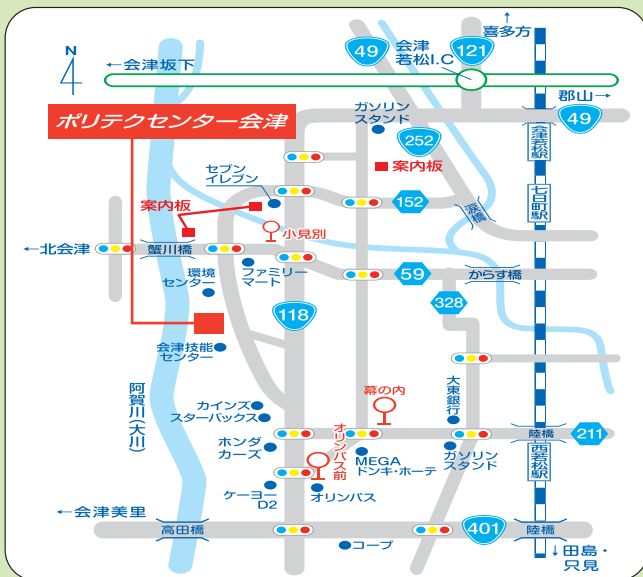 N
←会津坂下
49
会津
若松I.C
121
↑
喜多方
郡山→
49
ポリテクセンター会津
ガソリン
スタンド
252
会津若松駅
案内板
セブン
イレブン
152
七日町駅
案内板
涙橋
小見別
←北会津
蟹川橋
環境
センター
ファミリー
マート
59
からす橋
328
118
会津技能
センター
阿賀川(大川)
カインズ
スターバックス
オリンパス前
幕の内
大東銀行
ホンダ
カーズ
MEGA
ドンキ・ホーテ
ガソリン
スタンド
陸橋
211
西若松駅
ケーヨー
D2
オリンパス
←会津美里
高田橋
401
陸橋
コープ
↓田島・
只見